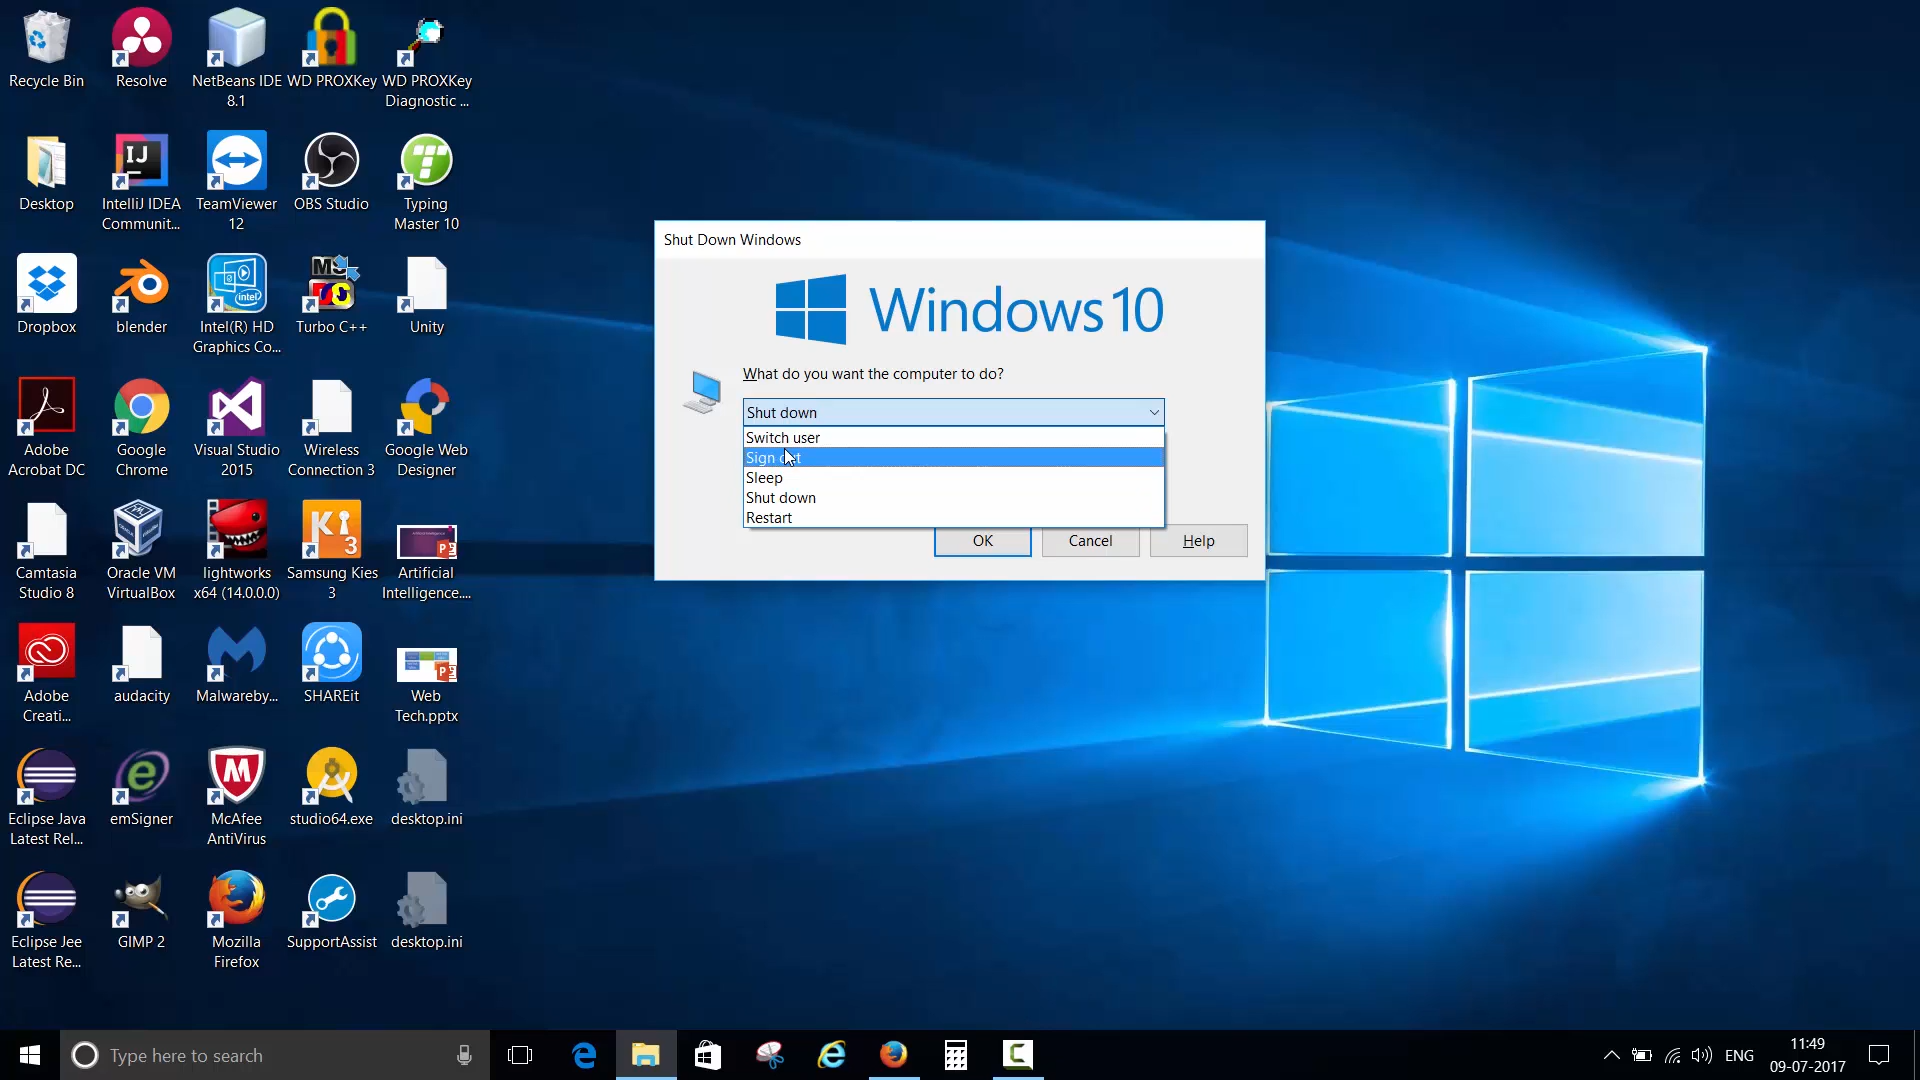 Recycle Bin
Resolve
NetBeans IDE
8.1
WD PROXKey
WD PROXKey
Diagnostic ...
Desktop
IntelliJ IDEA
Communit...
TeamViewer
12
OBS Studio
Typing
Master 10
Dropbox
blender
Intel(R) HD
Graphics Co...
Turbo C++
Unity
Adobe
Acrobat DC
Google
Chrome
Visual Studio
2015
Wireless
Connection 3
Google Web
Designer
Camtasia
Studio 8
Oracle VM
VirtualBox
lightworks
x64 (14.0.0.0)
Samsung Kies
3
Artificial
Intelligence....
Adobe
Creati...
audacity
Malwareby...
SHAREit
Web
Tech.pptx
Eclipse Java
Latest Rel...
emSigner
McAfee
AntiVirus
studio64.exe
desktop.ini
Eclipse Jee
Latest Re...
GIMP 2
Mozilla
Firefox
SupportAssist
desktop.ini
Shut Down Windows
Windows 10
What do you want the computer to do?
Shut down
Switch user
Sign out
Sleep
Shut down
Restart
OK
Cancel
Help
Type here to search
ENG
11:49
09-07-2017